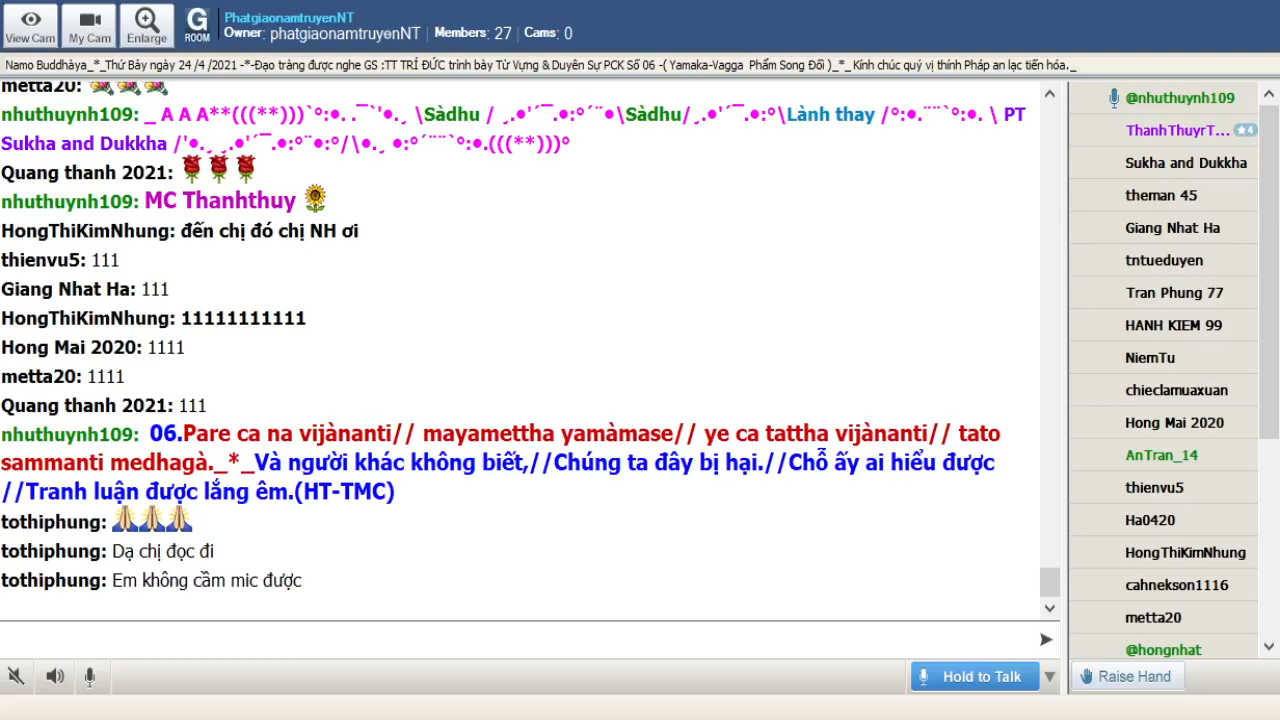 PhatgiaonamtruyenNT
Owner: phatgiaonamtruyenNT | Members: 27 | Cams: 0
View Cam
My Cam
Enlarge
G
ROOM
Namo Buddhàya_*_Thứ Bảy ngày 24 /4 /2021 -*-Đạo tràng được nghe GS :TT TRÍ ĐỨC trình bày Từ Vựng & Duyên Sự PCK Số 06 -( Yamaka-Vagga Phẩm Song Đối )_*_ Kính chúc quý vị thính Pháp an lạc tiến hóa._
metta20:
nhuthuynh109: _ A A A**(((**)))`°:•. .¯`'•.¸ \Sàdhu / ¸.•'´¯.•:°´¨•\Sàdhu/¸.•'´¯.•:°\Lành thay /°:•.¨¨`°:•. \ PT
Sukha and Dukkha /'•.¸ ¸.•'´¯.•:°¨•:°/\•.¸ •:°´¨¨`°:•.(((**)))°
Quang thanh 2021:
nhuthuynh109: MC Thanhthuy
HongThiKimNhung: đến chị đó chị NH ơi
thienvu5: 111
Giang Nhat Ha: 111
HongThiKimNhung: 11111111111
Hong Mai 2020: 1111
metta20: 1111
Quang thanh 2021: 111
nhuthuynh109: 06.Pare ca na vijànanti// mayamettha yamàmase// ye ca tattha vijànanti// tato
sammanti medhagà._*_Và người khác không biết,//Chúng ta đây bị hại.//Chỗ ấy ai hiểu được
//Tranh luận được lắng êm.(HT-TMC)
tothiphung:
tothiphung: Dạ chị đọc đi
tothiphung: Em không cầm mic được
@nhuthuynh109
ThanhThuyrT... ★4
Sukha and Dukkha
theman 45
Giang Nhat Ha
tntueduyen
Tran Phung 77
HANH KIEM 99
NiemTu
chieclamuaxuan
Hong Mai 2020
AnTran_14
thienvu5
Ha0420
HongThiKimNhung
cahnekson1116
metta20
@hongnhat
Hold to Talk
Raise Hand